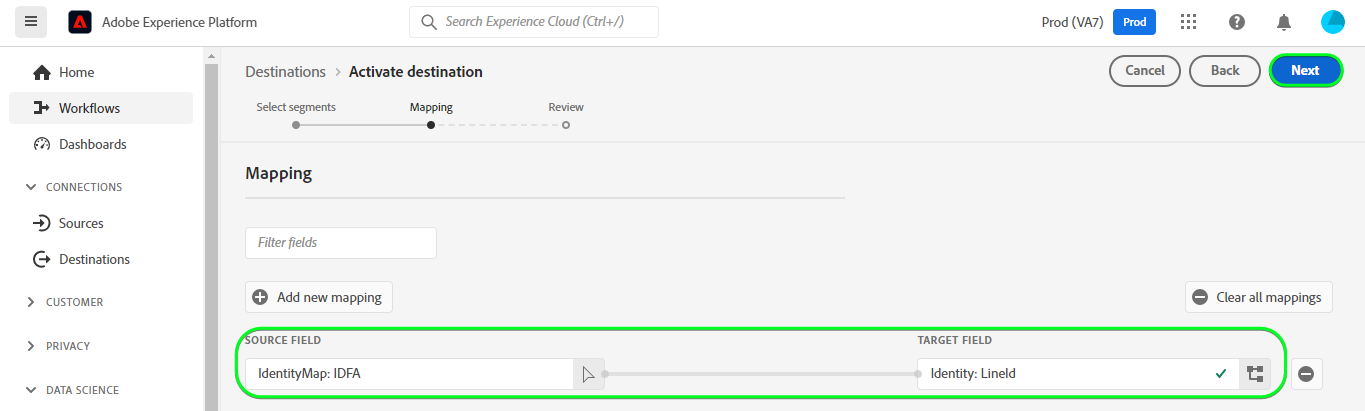 Adobe Experience Platform
Search Experience Cloud (Ctrl+/)
Prod (VA7)
Prod
Home
Workflows
Dashboards
CONNECTIONS
Sources
Destinations
CUSTOMER
PRIVACY
DATA SCIENCE
Destinations > Activate destination
Cancel
Back
Next
Select segments
Mapping
Review
Mapping
Filter fields
Add new mapping
Clear all mappings
SOURCE FIELD
TARGET FIELD
IdentityMap: IDFA
Identity: LineId